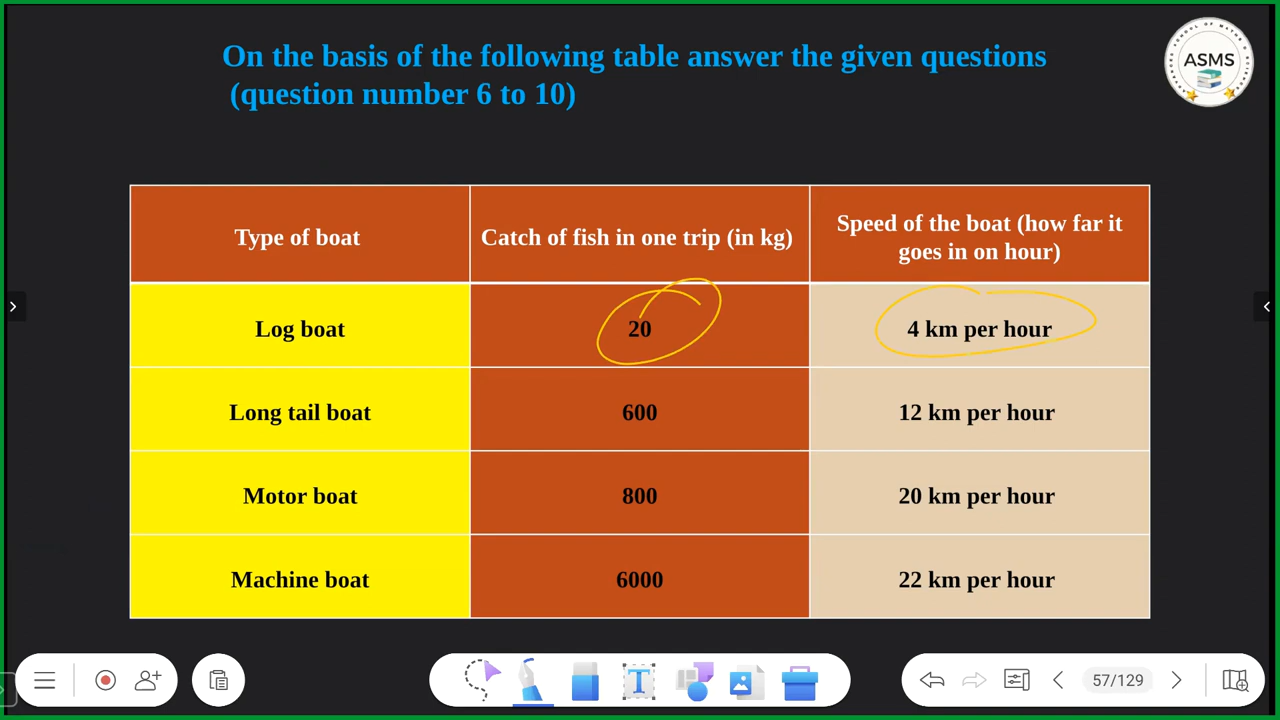 On the basis of the following table answer the given questions
(question number 6 to 10)
ASMS
Type of boat
Catch of fish in one trip (in kg)
Speed of the boat (how far it
goes in on hour)
Log boat
20
4 km per hour
Long tail boat
600
12 km per hour
Motor boat
800
20 km per hour
Machine boat
6000
22 km per hour
57/129